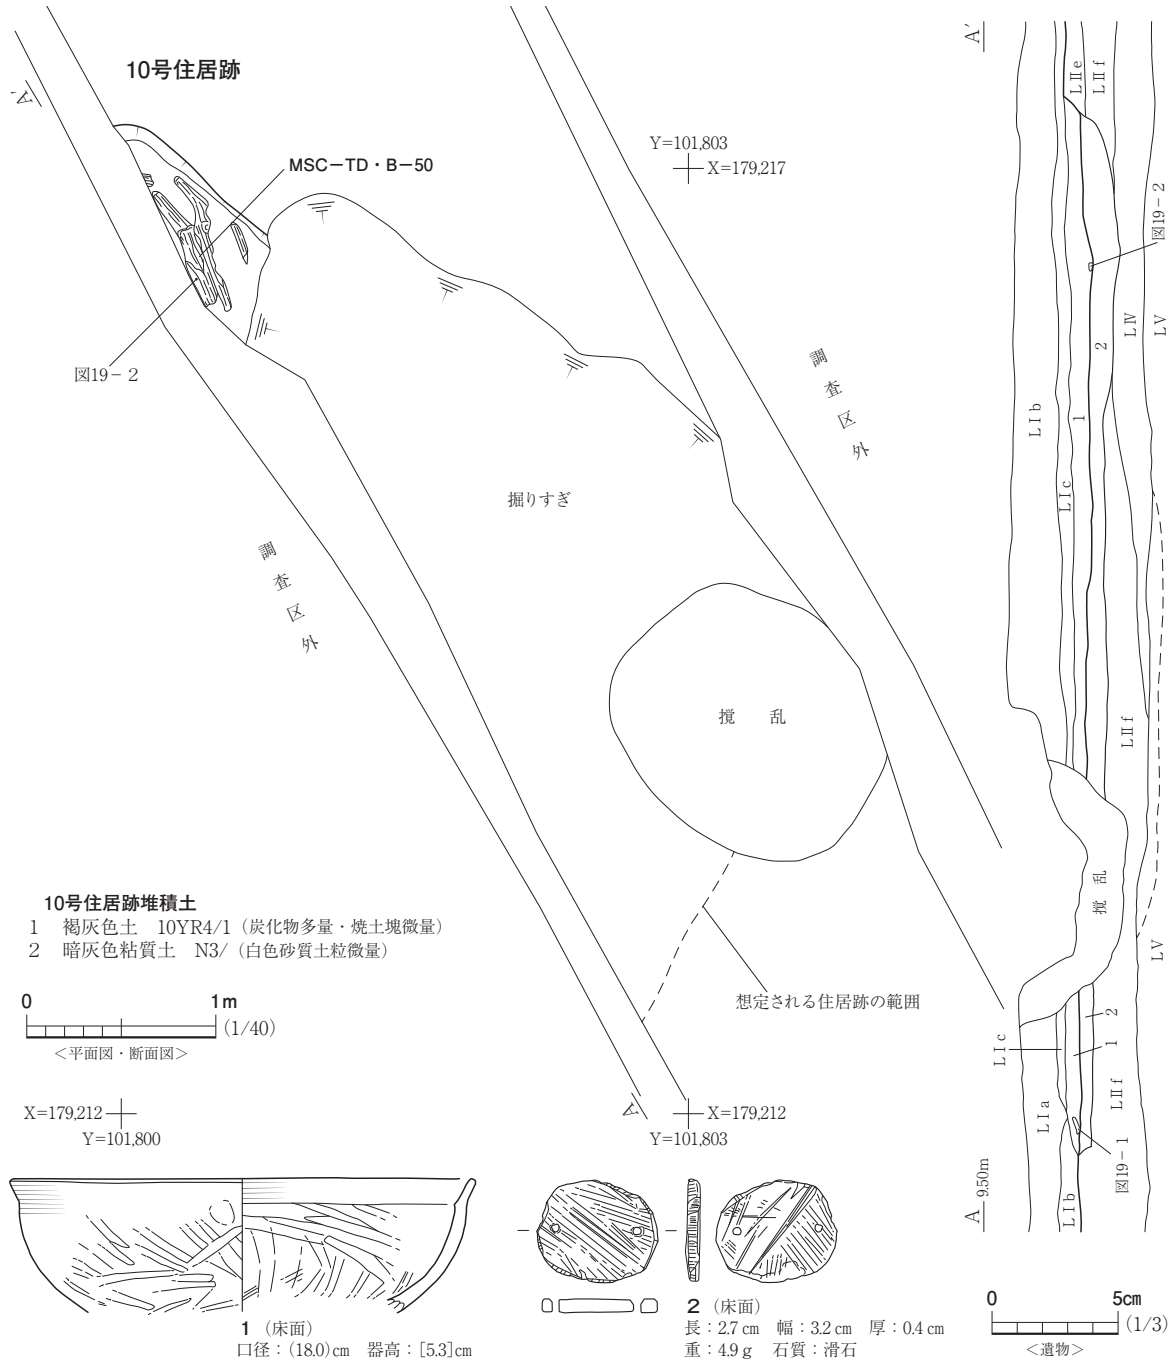 10号住居跡
A′
MSC−TD・B−50
図19−2
Y=101,803
X=179,217
調査区外
掘りすぎ
調査区外
攪　乱
想定される住居跡の範囲
10号住居跡堆積土
1　褐灰色土　10YR4/1（炭化物多量・焼土塊微量）
2　暗灰色粘質土　N3/（白色砂質土粒微量）
0　1m
(1/40)
＜平面図・断面図＞
X=179,212
Y=101,800
A
X=179,212
Y=101,803
A′
LⅡe
LⅡf
図19−2
LⅣ
LⅤ
2
1
LⅠb
LⅠc
LⅡf
攪乱
LⅤ
LⅠc
2
1
LⅡf
LⅠa
図19−1
LⅠb
A 9.50m
1（床面）
口径：(18.0)cm　器高：[5.3]cm
2（床面）
長：2.7 cm　幅：3.2 cm　厚：0.4 cm
重：4.9 g　石質：滑石
0　5cm
(1/3)
＜遺物＞